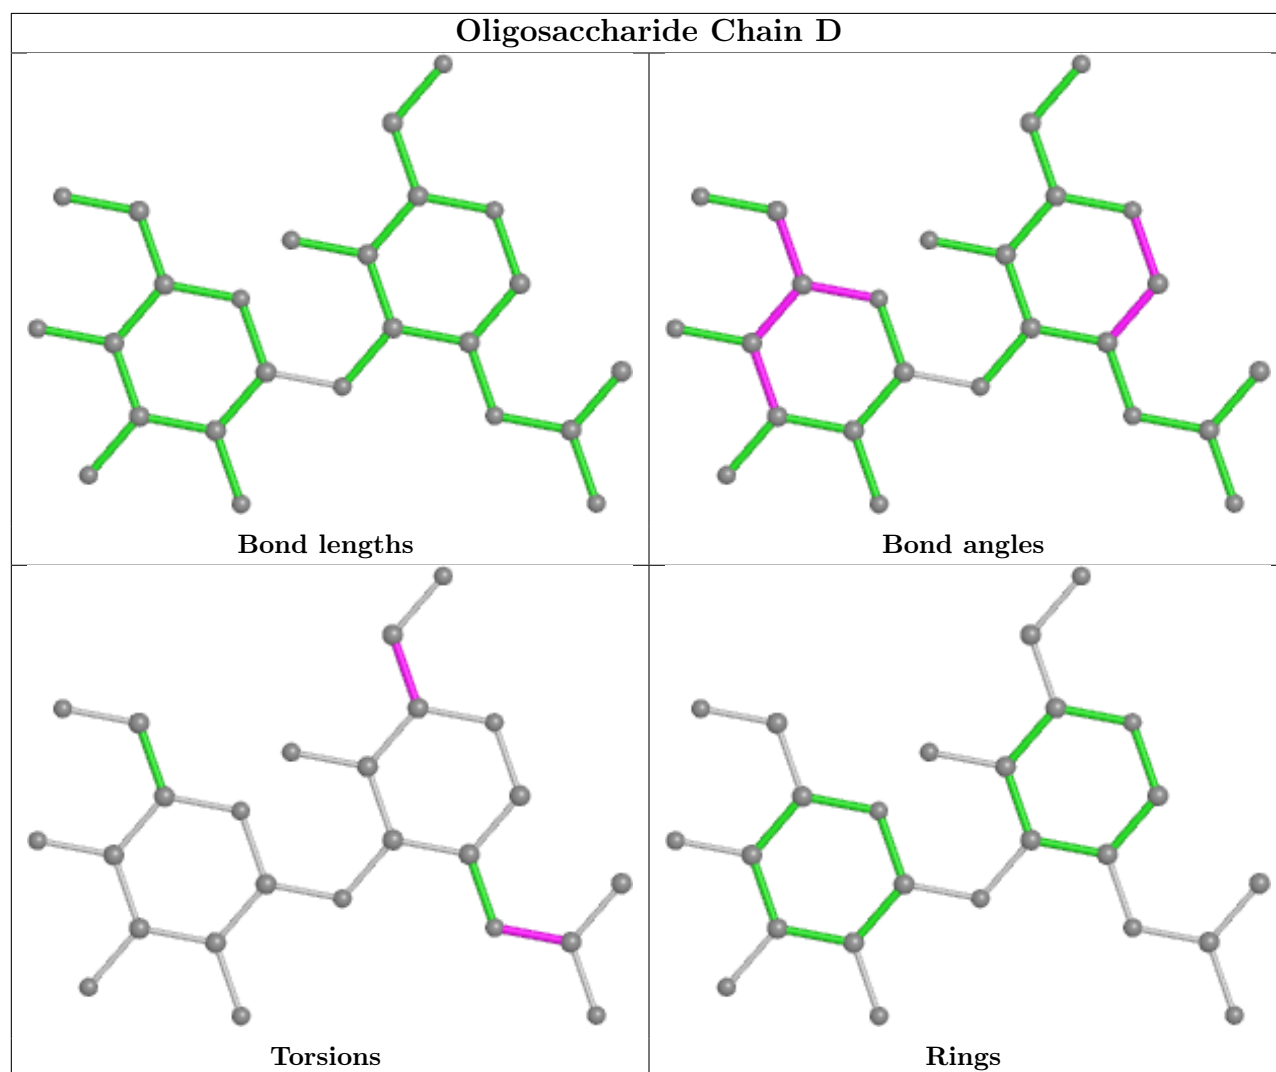 Oligosaccharide Chain D
Bond lengths
Bond angles
Torsions
Rings